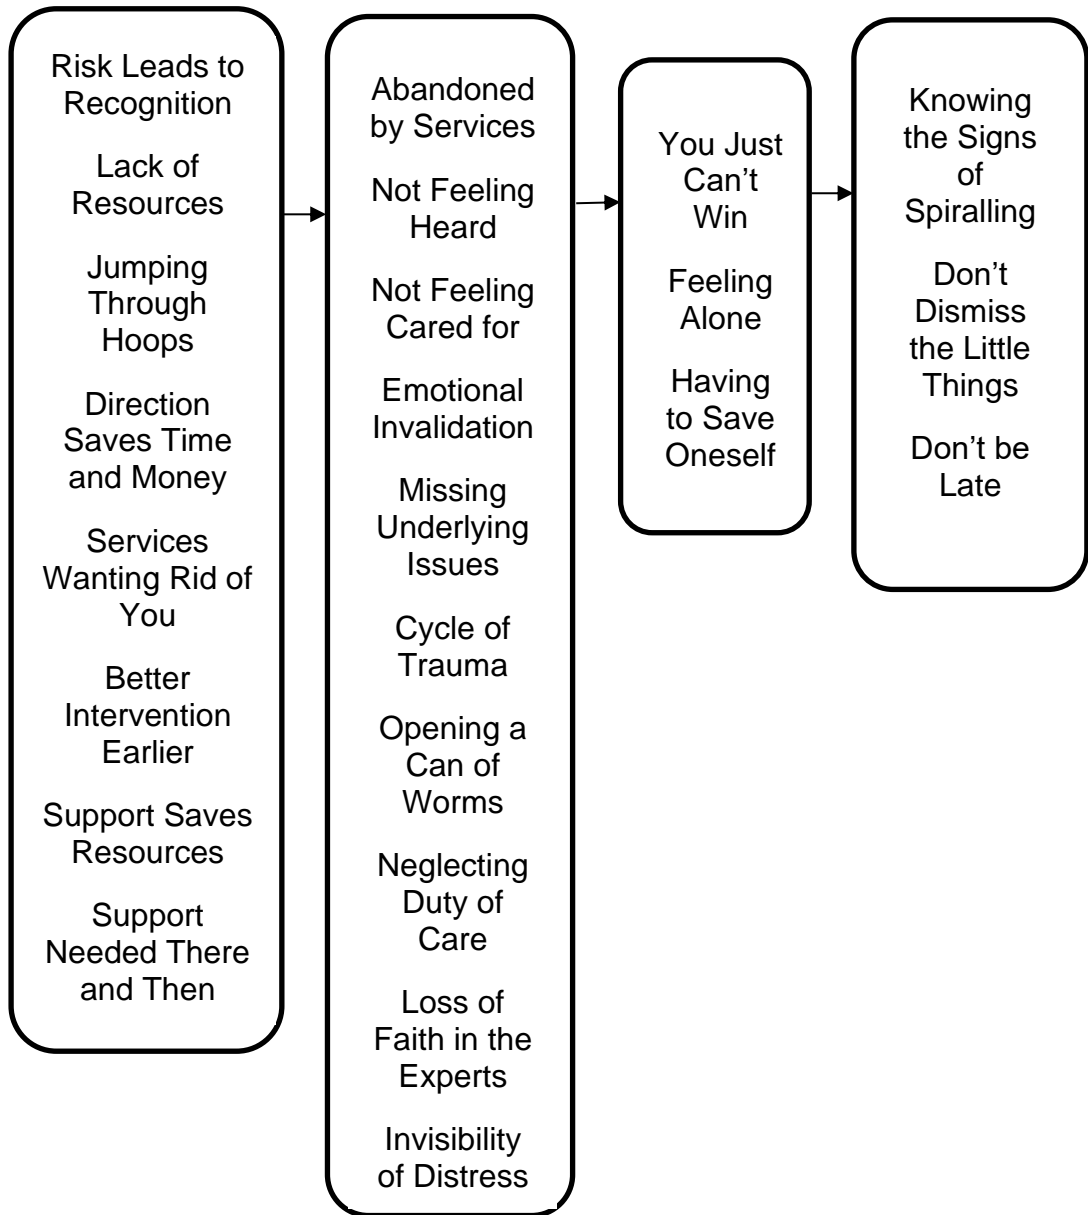 Risk Leads to
Recognition
Lack of
Resources
Jumping
Through
Hoops
Direction
Saves Time
and Money
Services
Wanting Rid of
You
Better
Intervention
Earlier
Support Saves
Resources
Support
Needed There
and Then
Abandoned
by Services
Not Feeling
Heard
Not Feeling
Cared for
Emotional
Invalidation
Missing
Underlying
Issues
Cycle of
Trauma
Opening a
Can of
Worms
Neglecting
Duty of
Care
Loss of
Faith in the
Experts
Invisibility
of Distress
You Just
Can’t
Win
Feeling
Alone
Having
to Save
Oneself
Knowing
the Signs
of
Spiralling
Don’t
Dismiss
the Little
Things
Don’t be
Late